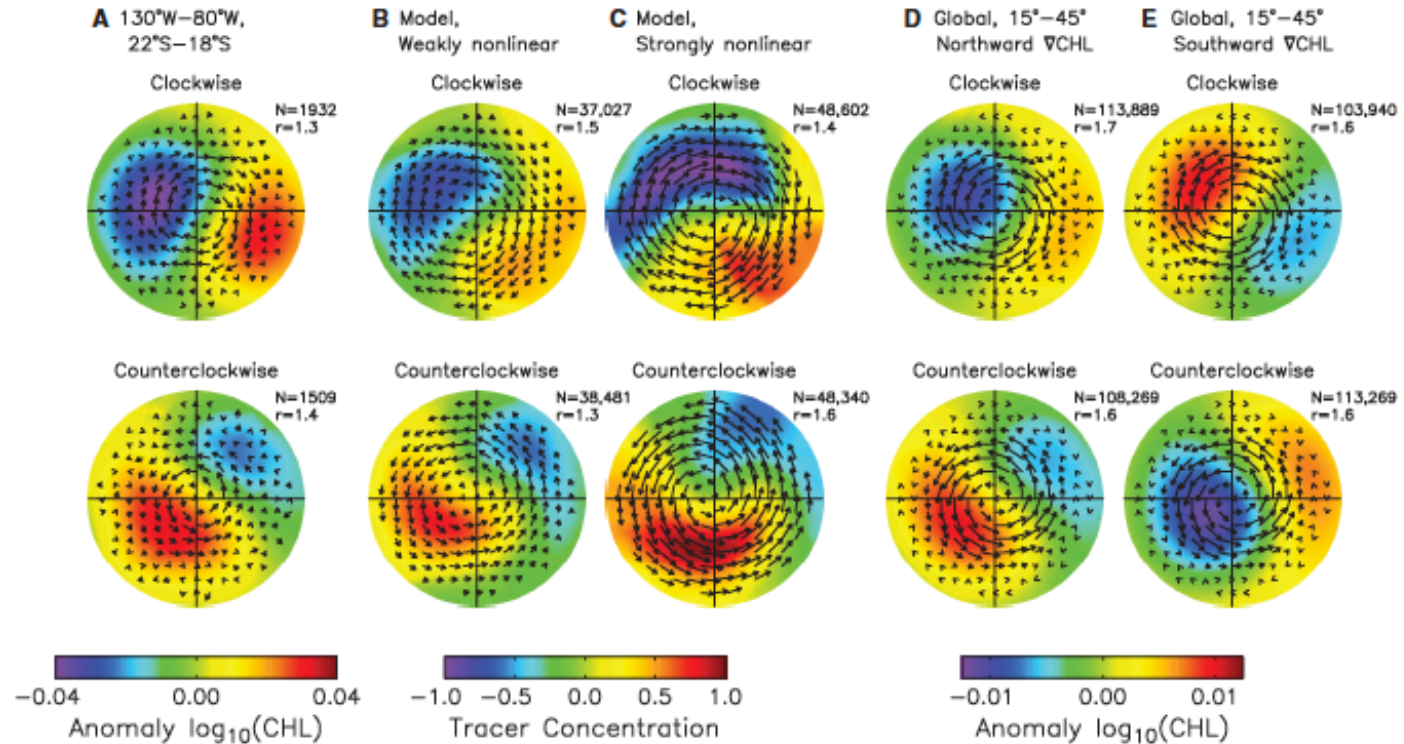 A 130°W–80°W,
22°S–18°S
B Model,
Weakly nonlinear
C Model,
Strongly nonlinear
D Global, 15°–45°
Northward ∇CHL
E Global, 15°–45°
Southward ∇CHL
Clockwise
N=1932
r=1.3
Clockwise
N=37,027
r=1.5
Clockwise
N=48,602
r=1.4
Clockwise
N=113,889
r=1.7
Clockwise
N=103,940
r=1.6
Counterclockwise
N=1509
r=1.4
Counterclockwise
N=38,481
r=1.3
Counterclockwise
N=48,340
r=1.6
Counterclockwise
N=108,269
r=1.6
Counterclockwise
N=113,269
r=1.6
−0.04 0.00 0.04
Anomaly log₁₀(CHL)
−1.0 −0.5 0.0 0.5 1.0
Tracer Concentration
−0.01 0.00 0.01
Anomaly log₁₀(CHL)